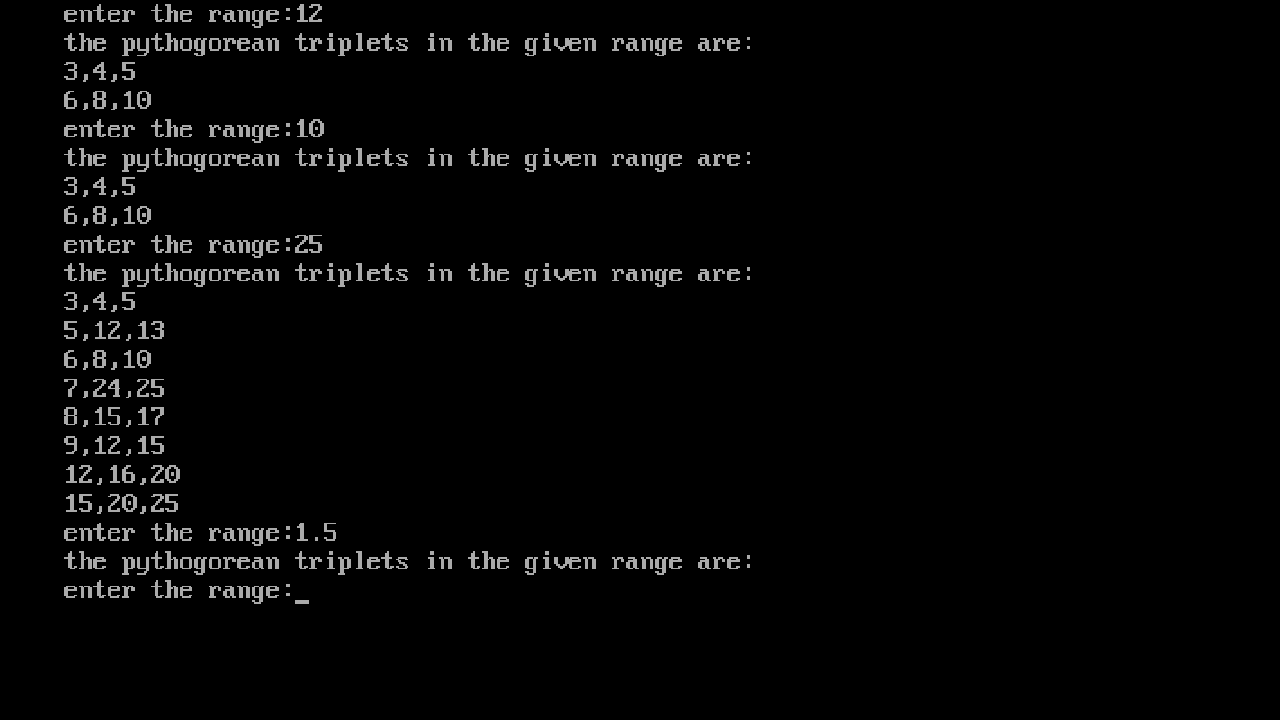 enter the range:12
the pythogorean triplets in the given range are:
3,4,5
6,8,10
enter the range:10
the pythogorean triplets in the given range are:
3,4,5
6,8,10
enter the range:25
the pythogorean triplets in the given range are:
3,4,5
5,12,13
6,8,10
7,24,25
8,15,17
9,12,15
12,16,20
15,20,25
enter the range:1.5
the pythogorean triplets in the given range are:
enter the range:_